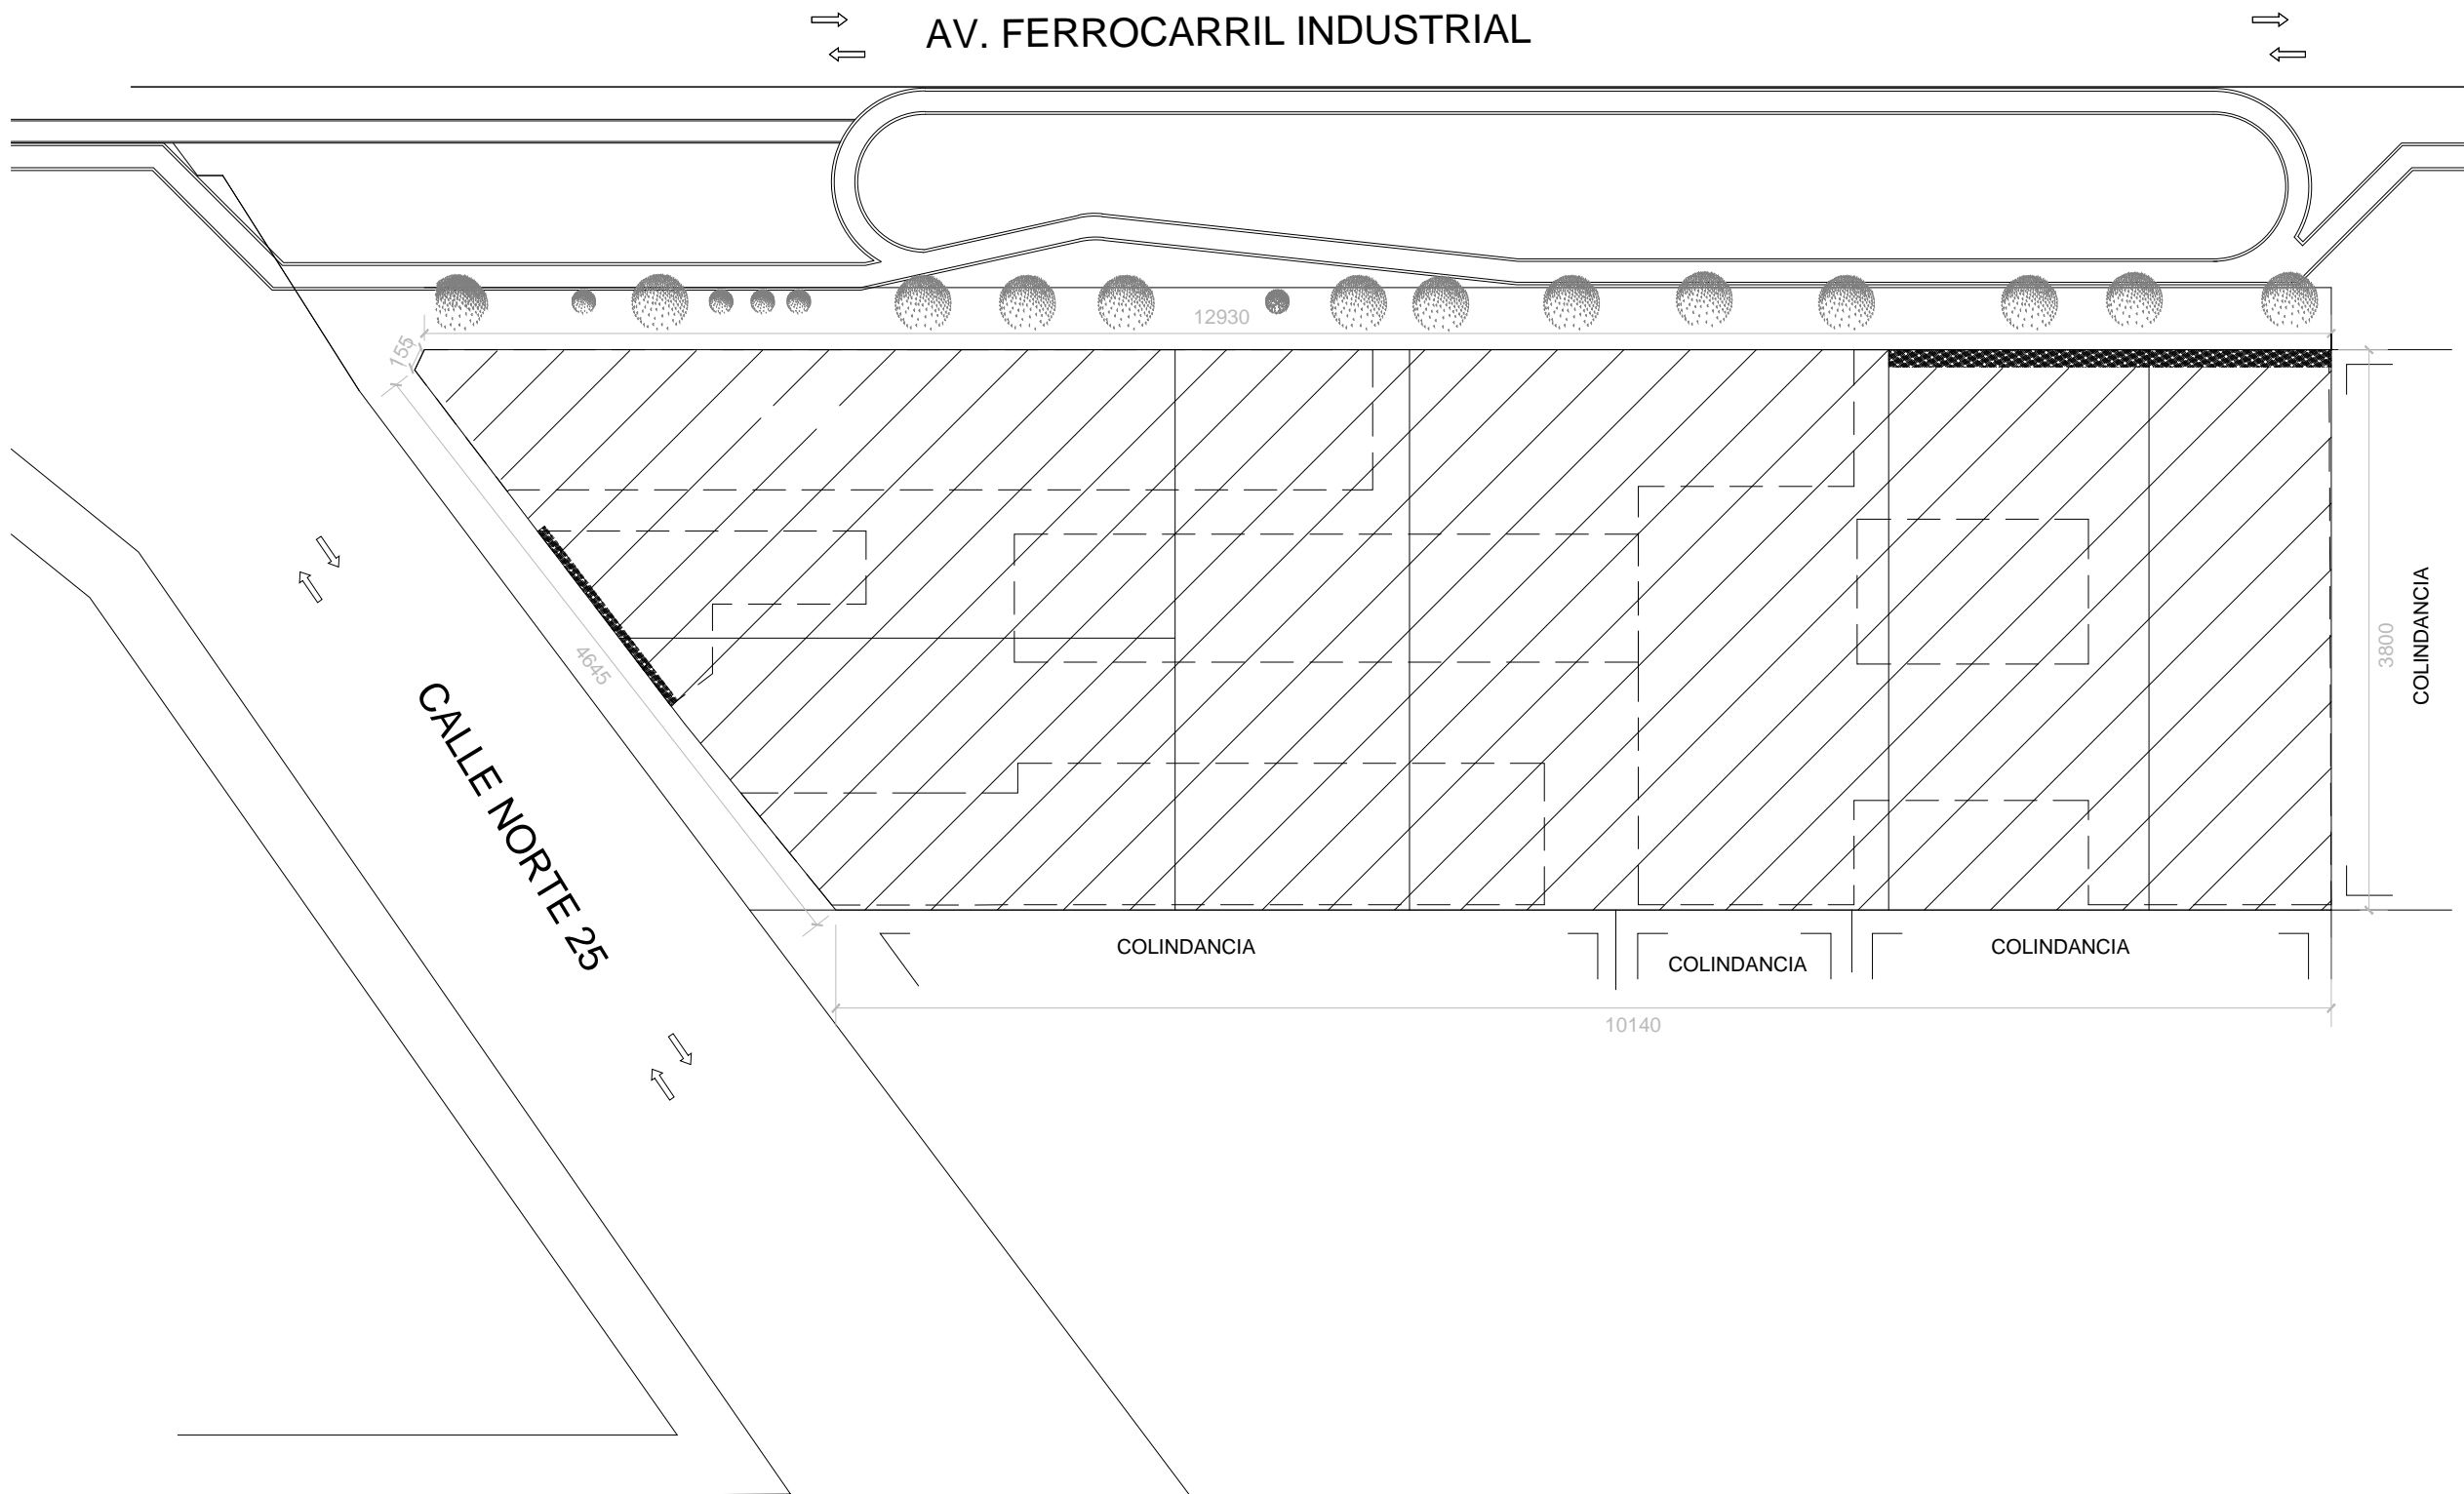 AV. FERROCARRIL INDUSTRIAL
12930
155
4645
CALLE NORTE 25
3800
COLINDANCIA
COLINDANCIA
COLINDANCIA
COLINDANCIA
10140